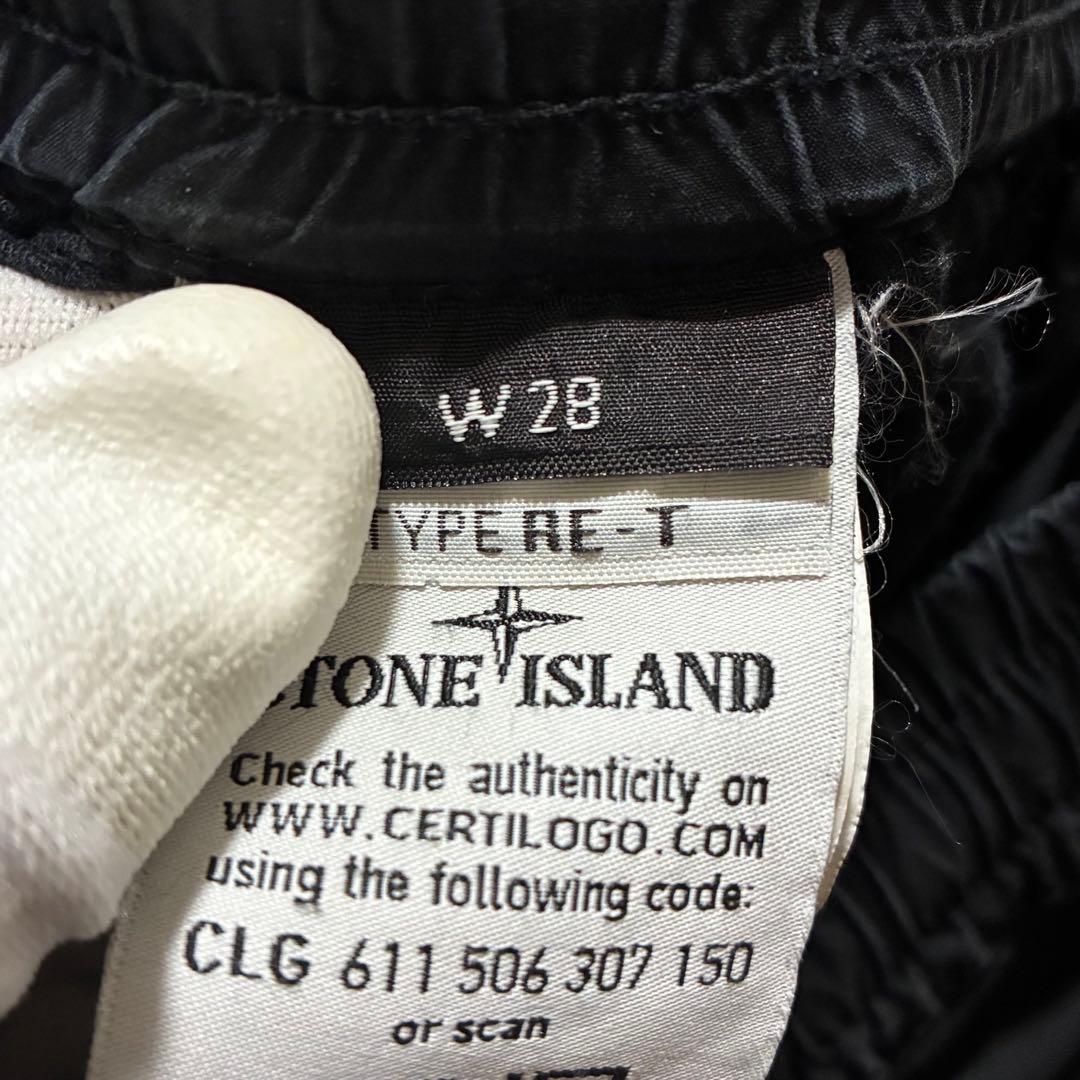 W28
TYPE RE-T
STONE ISLAND
Check the authenticity on
WWW.CERTILOGO.COM
using the following code:
CLG 611 506 307 150
or scan